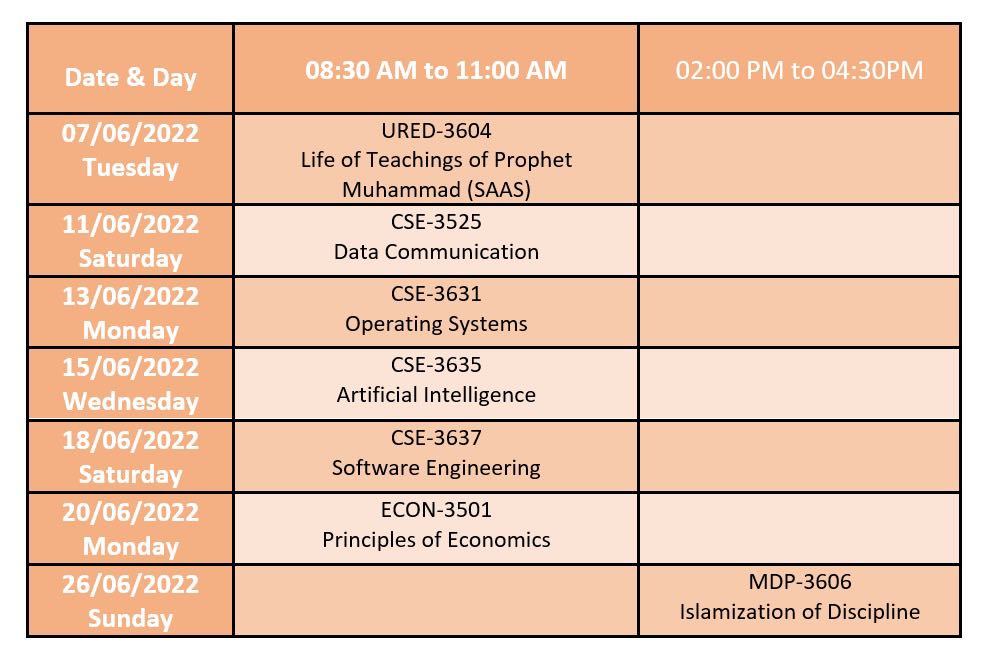 Date & Day
08:30 AM to 11:00 AM
02:00 PM to 04:30PM
07/06/2022
Tuesday
URED-3604
Life of Teachings of Prophet
Muhammad (SAAS)
11/06/2022
Saturday
CSE-3525
Data Communication
13/06/2022
Monday
CSE-3631
Operating Systems
15/06/2022
Wednesday
CSE-3635
Artificial Intelligence
18/06/2022
Saturday
CSE-3637
Software Engineering
20/06/2022
Monday
ECON-3501
Principles of Economics
26/06/2022
Sunday
MDP-3606
Islamization of Discipline